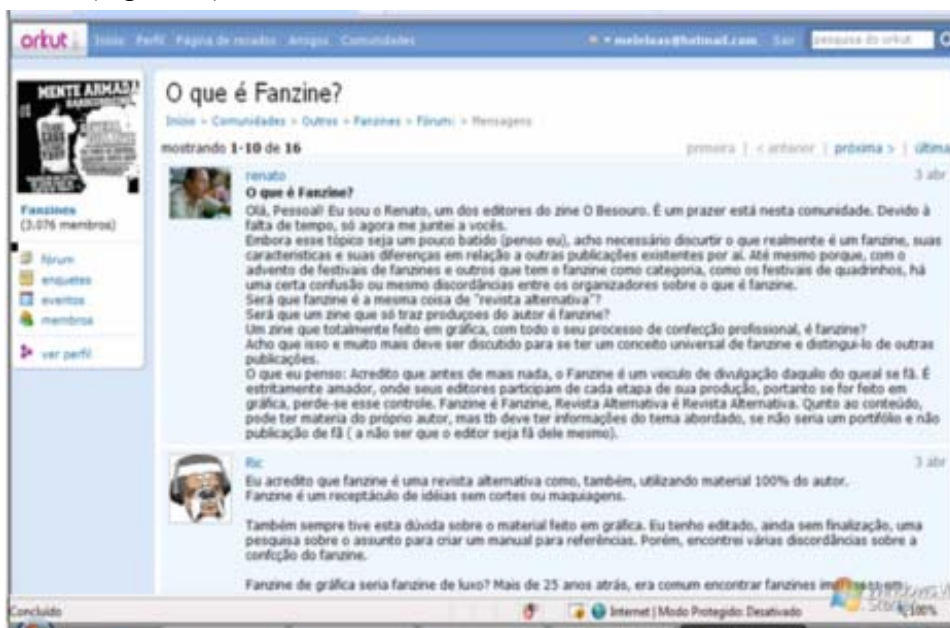 orkut
Início Perfil Página de recados Amigos Comunidades
Sair pesquisa do orkut
MENTE ARMADA
O que é Fanzine?
Início > Comunidades > Outros > Fanzines > Fórum: > Mensagens
mostrando 1-10 de 16
primeira | < anterior | próxima > | última
Fanzines
(3.076 membros)
fórum
enquetes
eventos
membros
ver perfil
renato
3 abr
O que é Fanzine?
Olá, Pessoal! Eu sou o Renato, um dos editores do zine O Besouro. É um prazer está nesta comunidade. Devido à
falta de tempo, só agora me juntei a vocês.
Embora esse tópico seja um pouco batido (penso eu), acho necessário discurtir o que realmente é um fanzine, suas
caracteristicas e suas diferenças em relação a outras publicações existentes por aí. Até mesmo porque, com o
advento de festivais de fanzines e outros que tem o fanzine como categoria, como os festivais de quadrinhos, há
uma certa confusão ou mesmo discordâncias entre os organizadores sobre o que é fanzine.
Será que fanzine é a mesma coisa de "revista alternativa"?
Será que um zine que só traz produçoes do autor é fanzine?
Um zine que totalmente feito em gráfica, com todo o seu processo de confecção profissional, é fanzine?
Acho que isso e muito mais deve ser discutido para se ter um conceito universal de fanzine e distingui-lo de outras
publicações.
O que eu penso: Acredito que antes de mais nada, o Fanzine é um veiculo de divulgação daquilo do queal se fã. É
estritamente amador, onde seus editores participam de cada etapa de sua produção, portanto se for feito em
gráfica, perde-se esse controle. Fanzine é Fanzine, Revista Alternativa é Revista Alternativa. Qunto ao conteúdo,
pode ter materia do próprio autor, mas tb deve ter informações do tema abordado, se não seria um portifólio e não
publicação de fã ( a não ser que o editor seja fã dele mesmo).
Ric
3 abr
Eu acredito que fanzine é uma revista alternativa como, também, utilizando material 100% do autor.
Fanzine é um receptáculo de idéias sem cortes ou maquiagens.
Também sempre tive esta dúvida sobre o material feito em gráfica. Eu tenho editado, ainda sem finalização, uma
pesquisa sobre o assunto para criar um manual para referências. Porém, encontrei várias discordâncias sobre a
confcção do fanzine.
Fanzine de gráfica seria fanzine de luxo? Mais de 25 anos atrás, era comum encontrar fanzines
Concluído
Internet | Modo Protegido: Desativado
100%